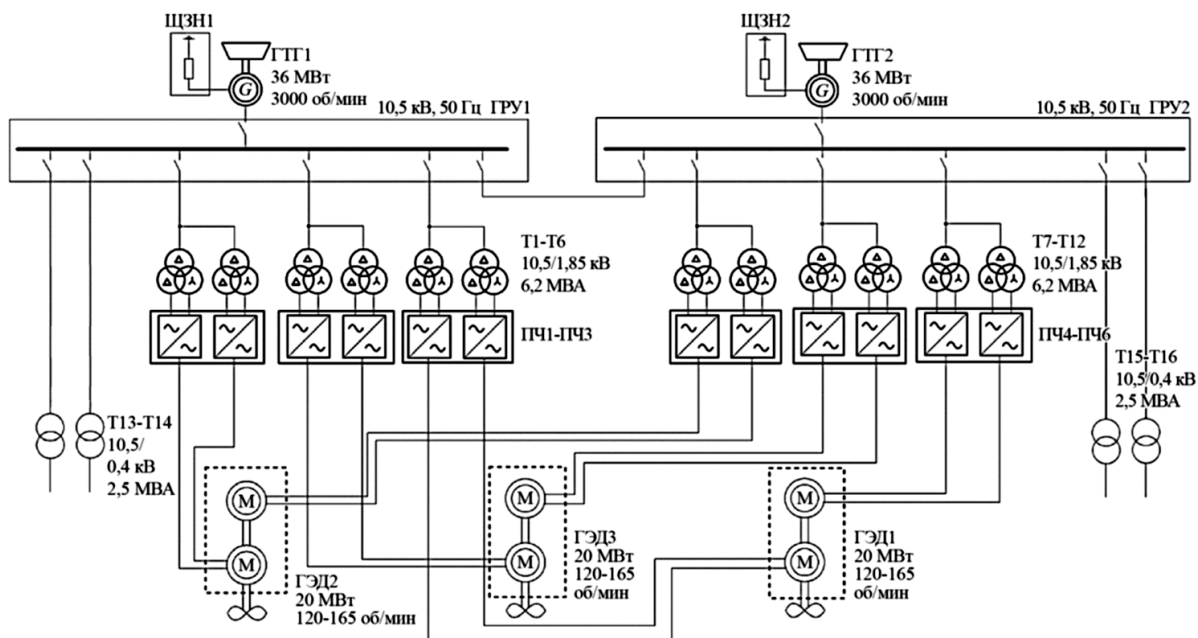 ЩЗН1
ГТГ1
36 МВт
3000 об/мин
G
10,5 кВ, 50 Гц ГРУ1
ЩЗН2
ГТГ2
36 МВт
3000 об/мин
G
10,5 кВ, 50 Гц ГРУ2
Т1-Т6
10,5/1,85 кВ
6,2 МВА
ПЧ1-ПЧ3
Т7-Т12
10,5/1,85 кВ
6,2 МВА
ПЧ4-ПЧ6
Т13-Т14
10,5/
0,4 кВ
2,5 МВА
Т15-Т16
10,5/0,4 кВ
2,5 МВА
М
М
ГЭД2
20 МВт
120-165 об/мин
М
М
ГЭД3
20 МВт
120-165
об/мин
М
М
ГЭД1
20 МВт
120-165
об/мин